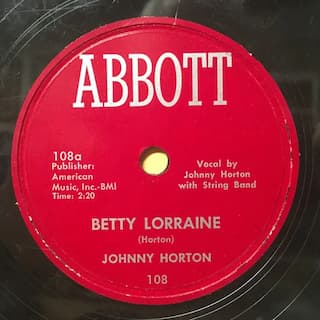 ABBOTT
108a
Publisher:
American
Music, Inc.-BMI
Time: 2:20
Vocal by
Johnny Horton
with String Band
BETTY LORRAINE
(Horton)
JOHNNY HORTON
108